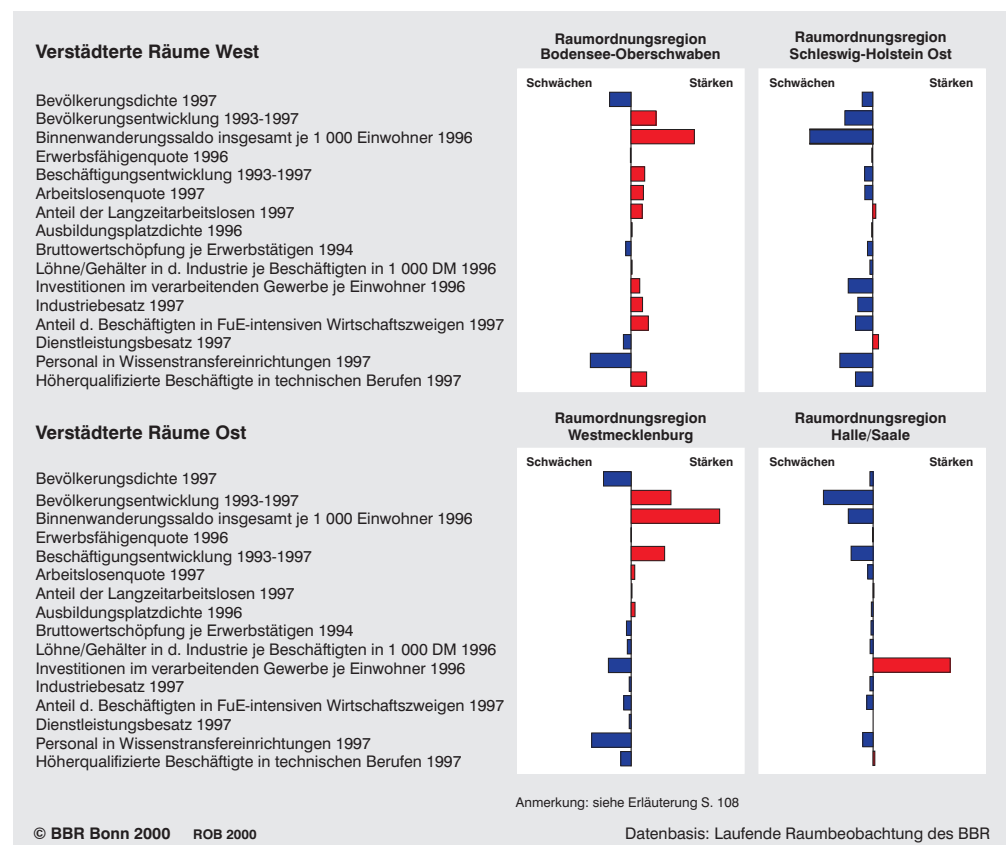 Verstädterte Räume West
Raumordnungsregion
Bodensee-Oberschwaben
Raumordnungsregion
Schleswig-Holstein Ost
Schwächen Stärken
Schwächen Stärken
Bevölkerungsdichte 1997
Bevölkerungsentwicklung 1993-1997
Binnenwanderungssaldo insgesamt je 1 000 Einwohner 1996
Erwerbsfähigenquote 1996
Beschäftigungsentwicklung 1993-1997
Arbeitslosenquote 1997
Anteil der Langzeitarbeitslosen 1997
Ausbildungsplatzdichte 1996
Bruttowertschöpfung je Erwerbstätigen 1994
Löhne/Gehälter in d. Industrie je Beschäftigten in 1 000 DM 1996
Investitionen im verarbeitenden Gewerbe je Einwohner 1996
Industriebesatz 1997
Anteil d. Beschäftigten in FuE-intensiven Wirtschaftszweigen 1997
Dienstleistungsbesatz 1997
Personal in Wissenstransfereinrichtungen 1997
Höherqualifizierte Beschäftigte in technischen Berufen 1997
Verstädterte Räume Ost
Raumordnungsregion
Westmecklenburg
Raumordnungsregion
Halle/Saale
Schwächen Stärken
Schwächen Stärken
Bevölkerungsdichte 1997
Bevölkerungsentwicklung 1993-1997
Binnenwanderungssaldo insgesamt je 1 000 Einwohner 1996
Erwerbsfähigenquote 1996
Beschäftigungsentwicklung 1993-1997
Arbeitslosenquote 1997
Anteil der Langzeitarbeitslosen 1997
Ausbildungsplatzdichte 1996
Bruttowertschöpfung je Erwerbstätigen 1994
Löhne/Gehälter in d. Industrie je Beschäftigten in 1 000 DM 1996
Investitionen im verarbeitenden Gewerbe je Einwohner 1996
Industriebesatz 1997
Anteil d. Beschäftigten in FuE-intensiven Wirtschaftszweigen 1997
Dienstleistungsbesatz 1997
Personal in Wissenstransfereinrichtungen 1997
Höherqualifizierte Beschäftigte in technischen Berufen 1997
Anmerkung: siehe Erläuterung S. 108
© BBR Bonn 2000 ROB 2000
Datenbasis: Laufende Raumbeobachtung des BBR